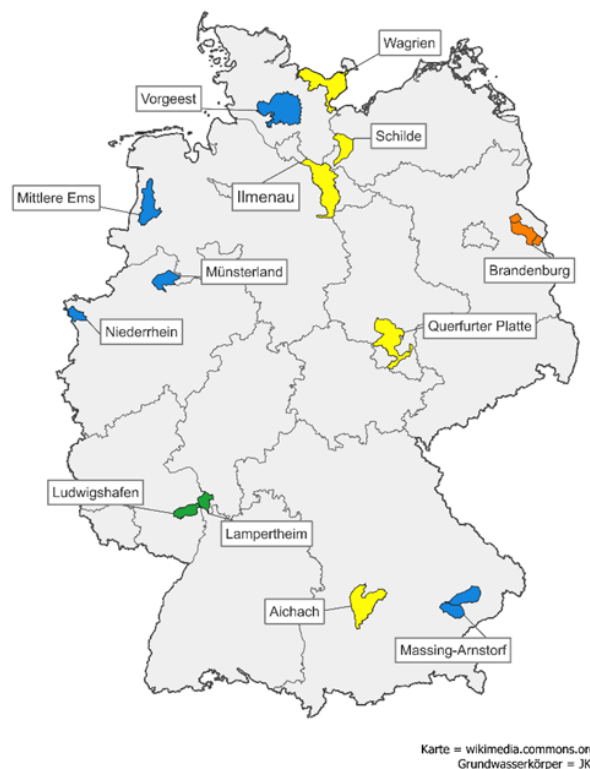 Wagrien
Vorgeest
Schilde
Ilmenau
Mittlere Ems
Brandenburg
Münsterland
Querfurter Platte
Niederrhein
Ludwigshafen
Lampertheim
Aichach
Massing-Arnstorf
Karte = wikimedia.commons.org
Grundwasserkörper = JK